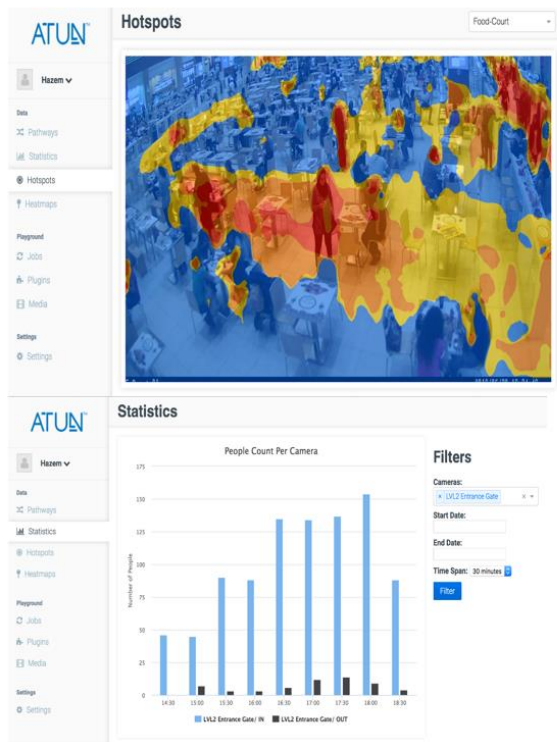 ATUN
Hotspots
Food-Court
Hazem
Data
Pathways
Statistics
Hotspots
Heatmaps
Playground
Jobs
Plugins
Media
Settings
Settings
ATUN
Statistics
Hazem
Data
Pathways
Statistics
Hotspots
Heatmaps
Playground
Jobs
Plugins
Media
Settings
Settings
People Count Per Camera
Number of People
175
150
125
100
75
50
25
0
14:30 15:00 15:30 16:00 16:30 17:00 17:30 18:00 18:30
LVL2 Entrance Gate/ IN LVL2 Entrance Gate/ OUT
Filters
Cameras:
× LVL2 Entrance Gate ×
Start Date:
End Date:
Time Span: 30 minutes
Filter